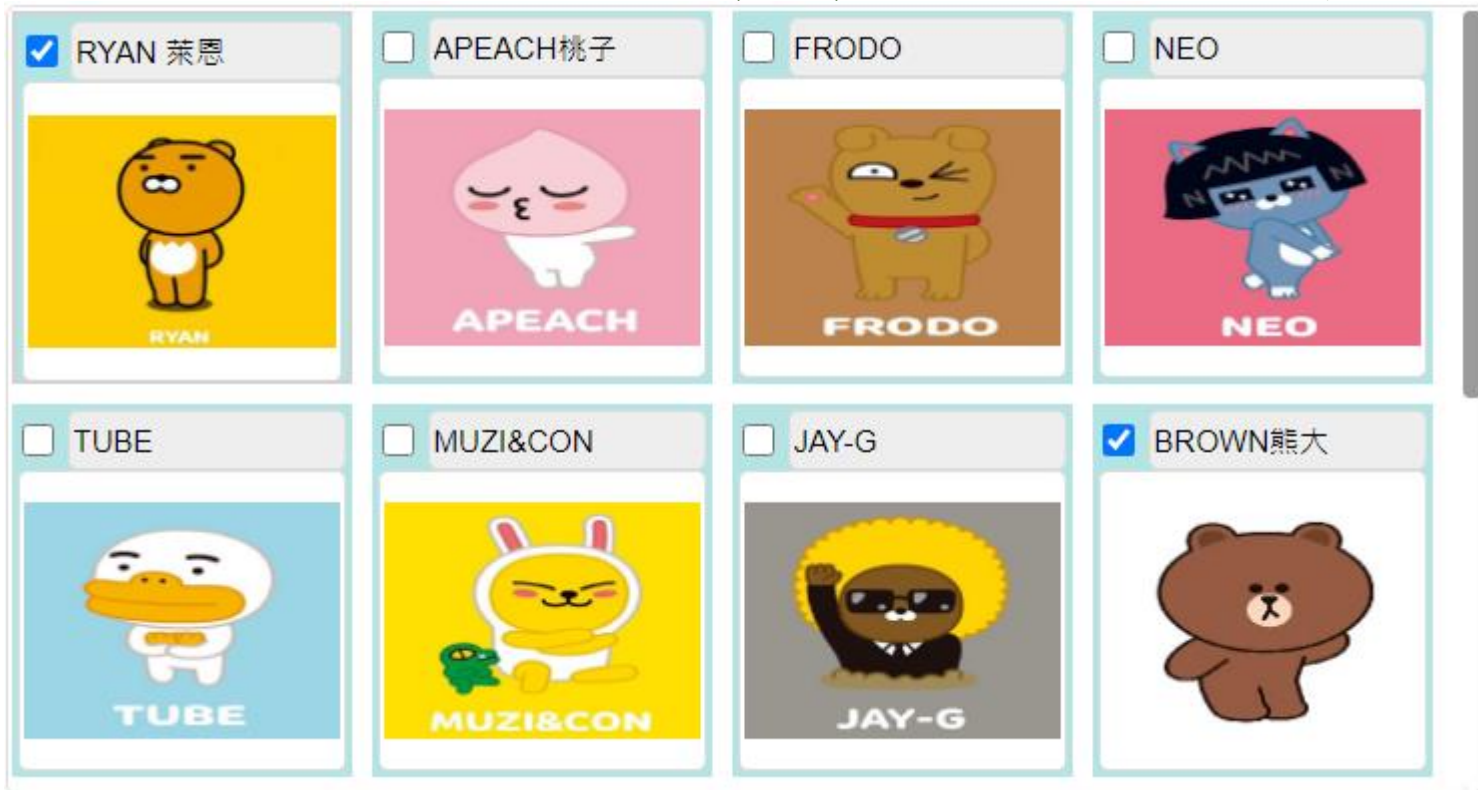 RYAN 萊恩
APEACH桃子
FRODO
NEO
RYAN
APEACH
FRODO
N
N
NEO
TUBE
MUZI&CON
JAY-G
BROWN熊大
TUBE
MUZI&CON
JAY-G